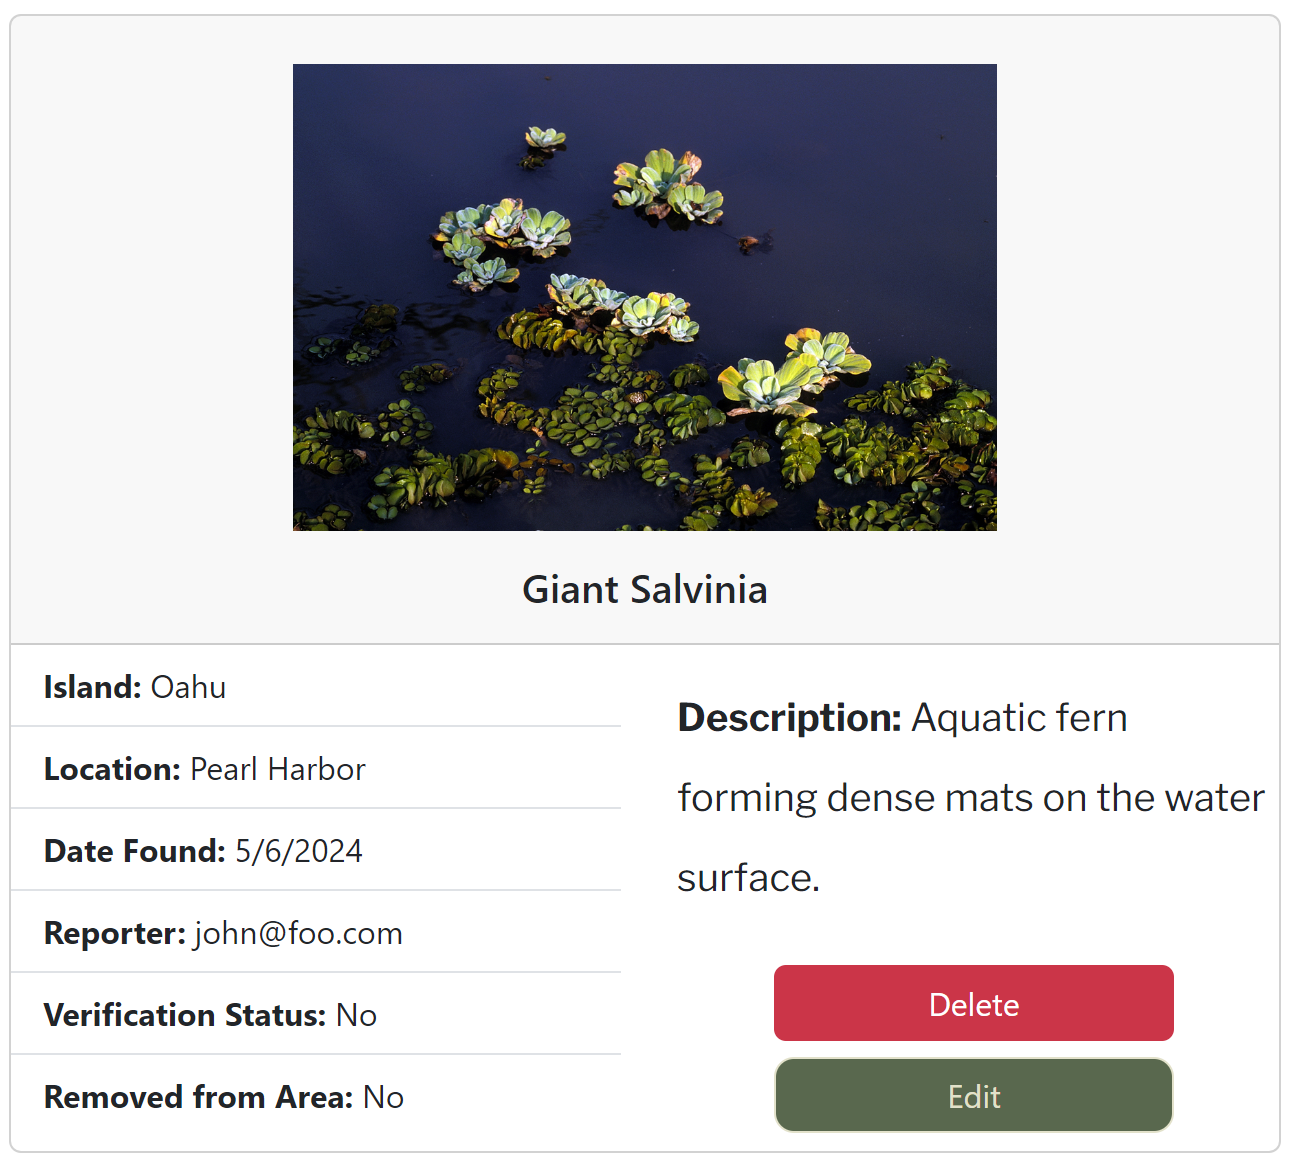 Giant Salvinia
Island: Oahu
Location: Pearl Harbor
Date Found: 5/6/2024
Reporter: john@foo.com
Verification Status: No
Removed from Area: No
Description: Aquatic fern
forming dense mats on the water
surface.
Delete
Edit